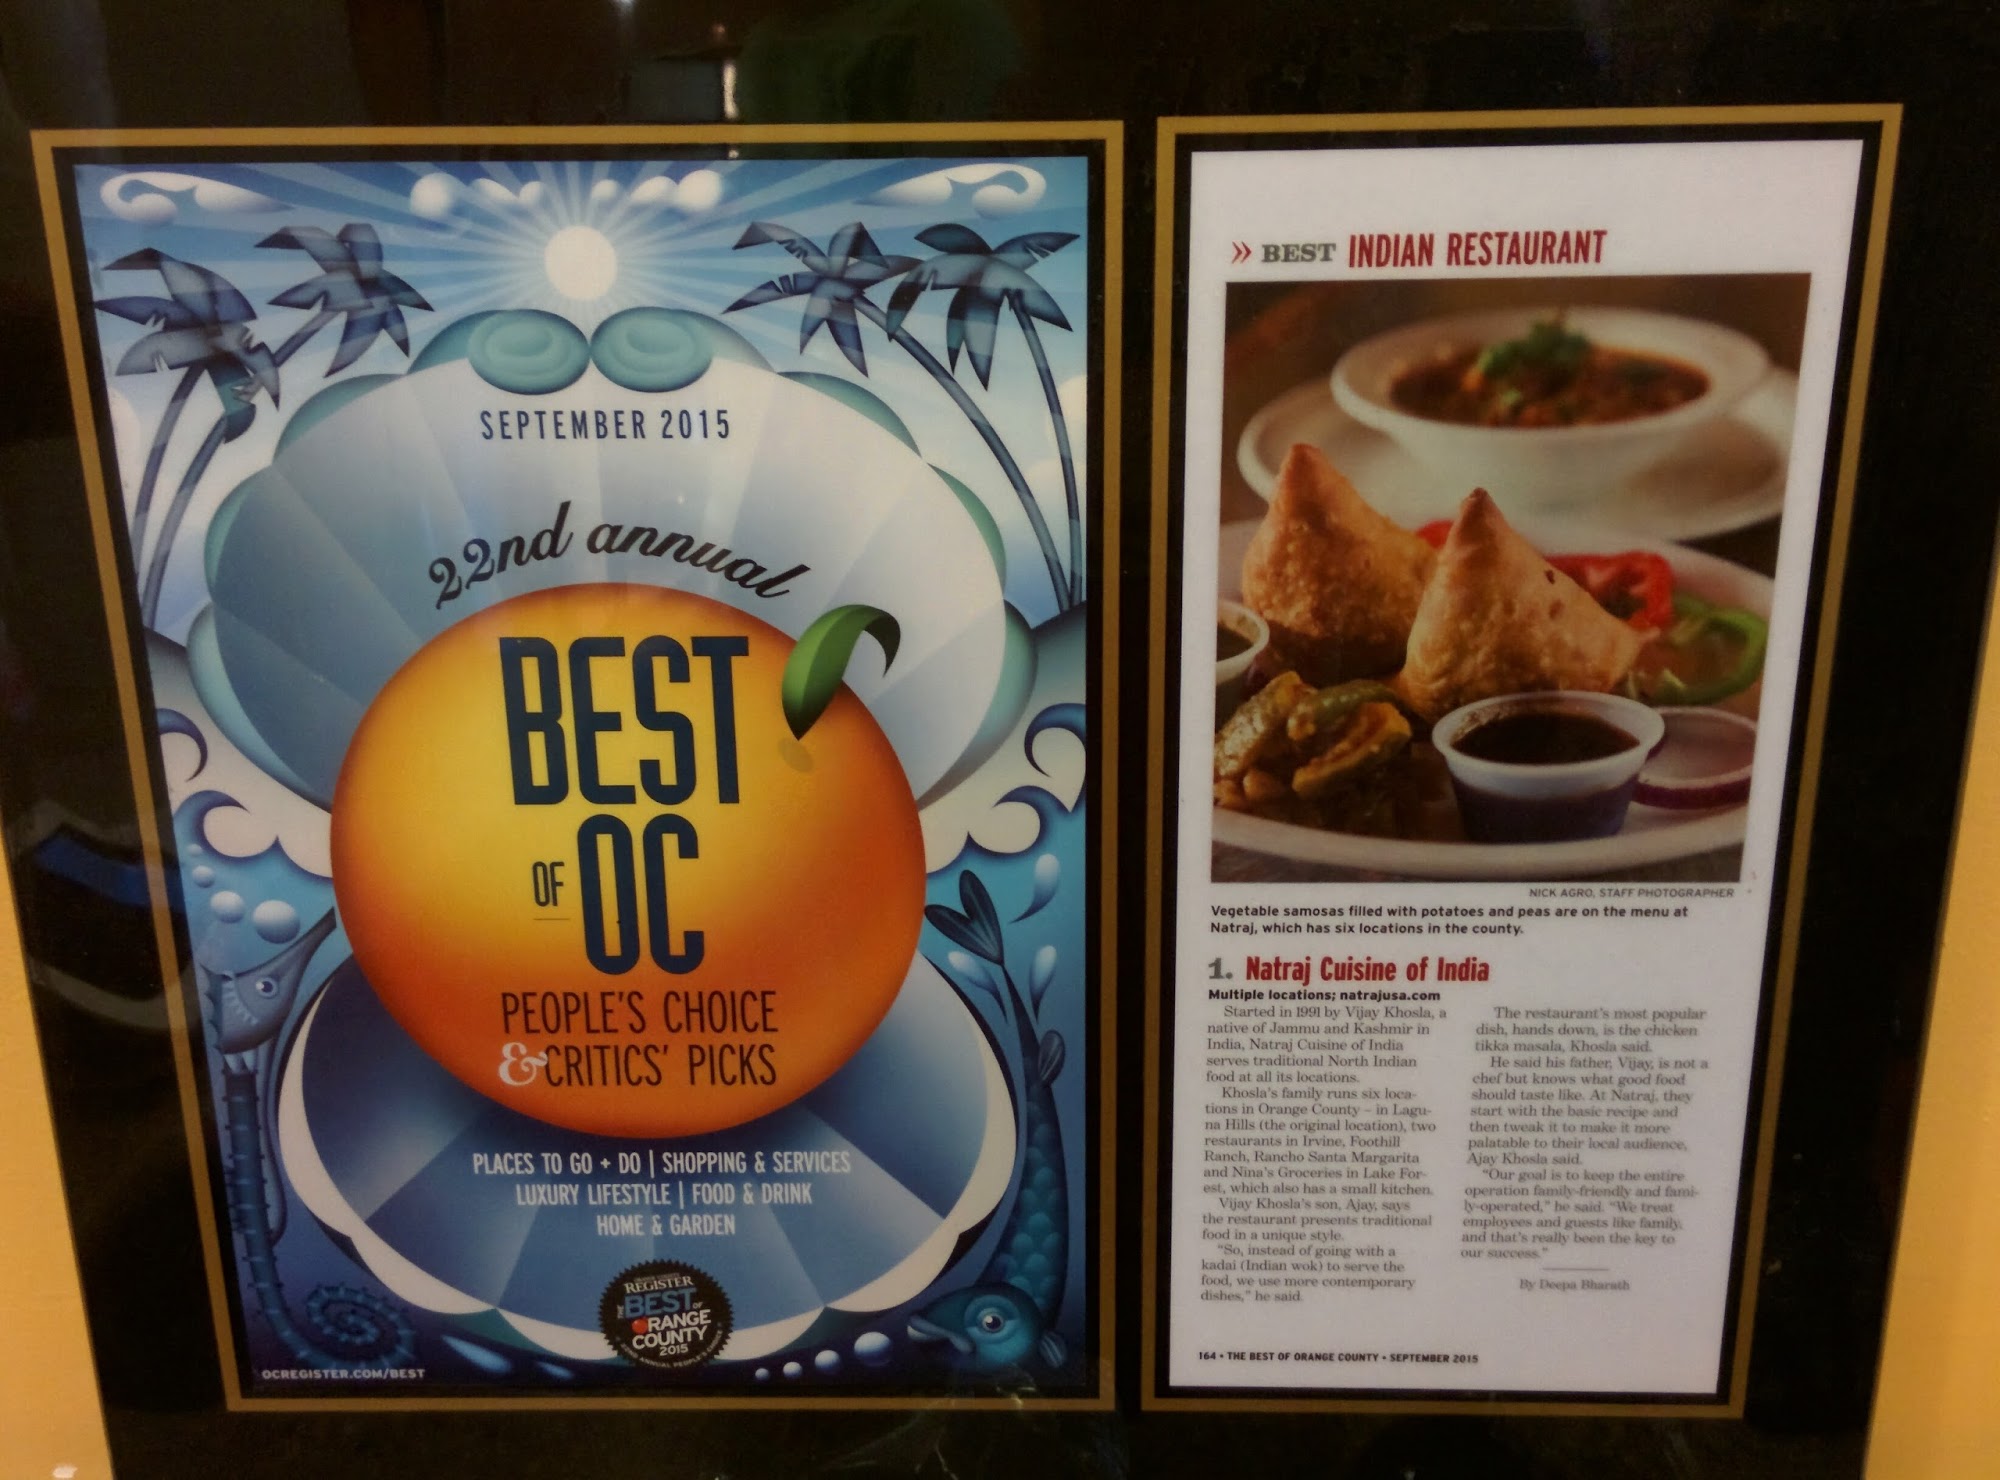 SEPTEMBER 2015
22nd annual
BEST
OF OC
PEOPLE'S CHOICE
& CRITICS' PICKS
PLACES TO GO + DO | SHOPPING & SERVICES
LUXURY LIFESTYLE | FOOD & DRINK
HOME & GARDEN
REGISTER
THE BEST OF
ORANGE
COUNTY
2015
OCREGISTER.COM/BEST
» BEST INDIAN RESTAURANT
NICK AGRO, STAFF PHOTOGRAPHER
Vegetable samosas filled with potatoes and peas are on the menu at
Natraj, which has six locations in the county.
1. Natraj Cuisine of India
Multiple locations; natrajusa.com
Started in 1991 by Vijay Khosla, a
native of Jammu and Kashmir in
India, Natraj Cuisine of India
serves traditional North Indian
food at all its locations.
Khosla's family runs six loca-
tions in Orange County – in Lagu-
na Hills (the original location), two
restaurants in Irvine, Foothill
Ranch, Rancho Santa Margarita
and Nina's Groceries in Lake For-
est, which also has a small kitchen.
Vijay Khosla's son, Ajay, says
the restaurant presents traditional
food in a unique style.
"So, instead of going with a
kadai (Indian wok) to serve the
food, we use more contemporary
dishes," he said.
The restaurant's most popular
dish, hands down, is the chicken
tikka masala, Khosla said.
He said his father, Vijay, is not a
chef but knows what good food
should taste like. At Natraj, they
start with the basic recipe and
then tweak it to make it more
palatable to their local audience,
Ajay Khosla said.
"Our goal is to keep the entire
operation family-friendly and fami-
ly-operated," he said. "We treat
employees and guests like family,
and that's really been the key to
our success."
By Deepa Bharath
164 • THE BEST OF ORANGE COUNTY • SEPTEMBER 2015